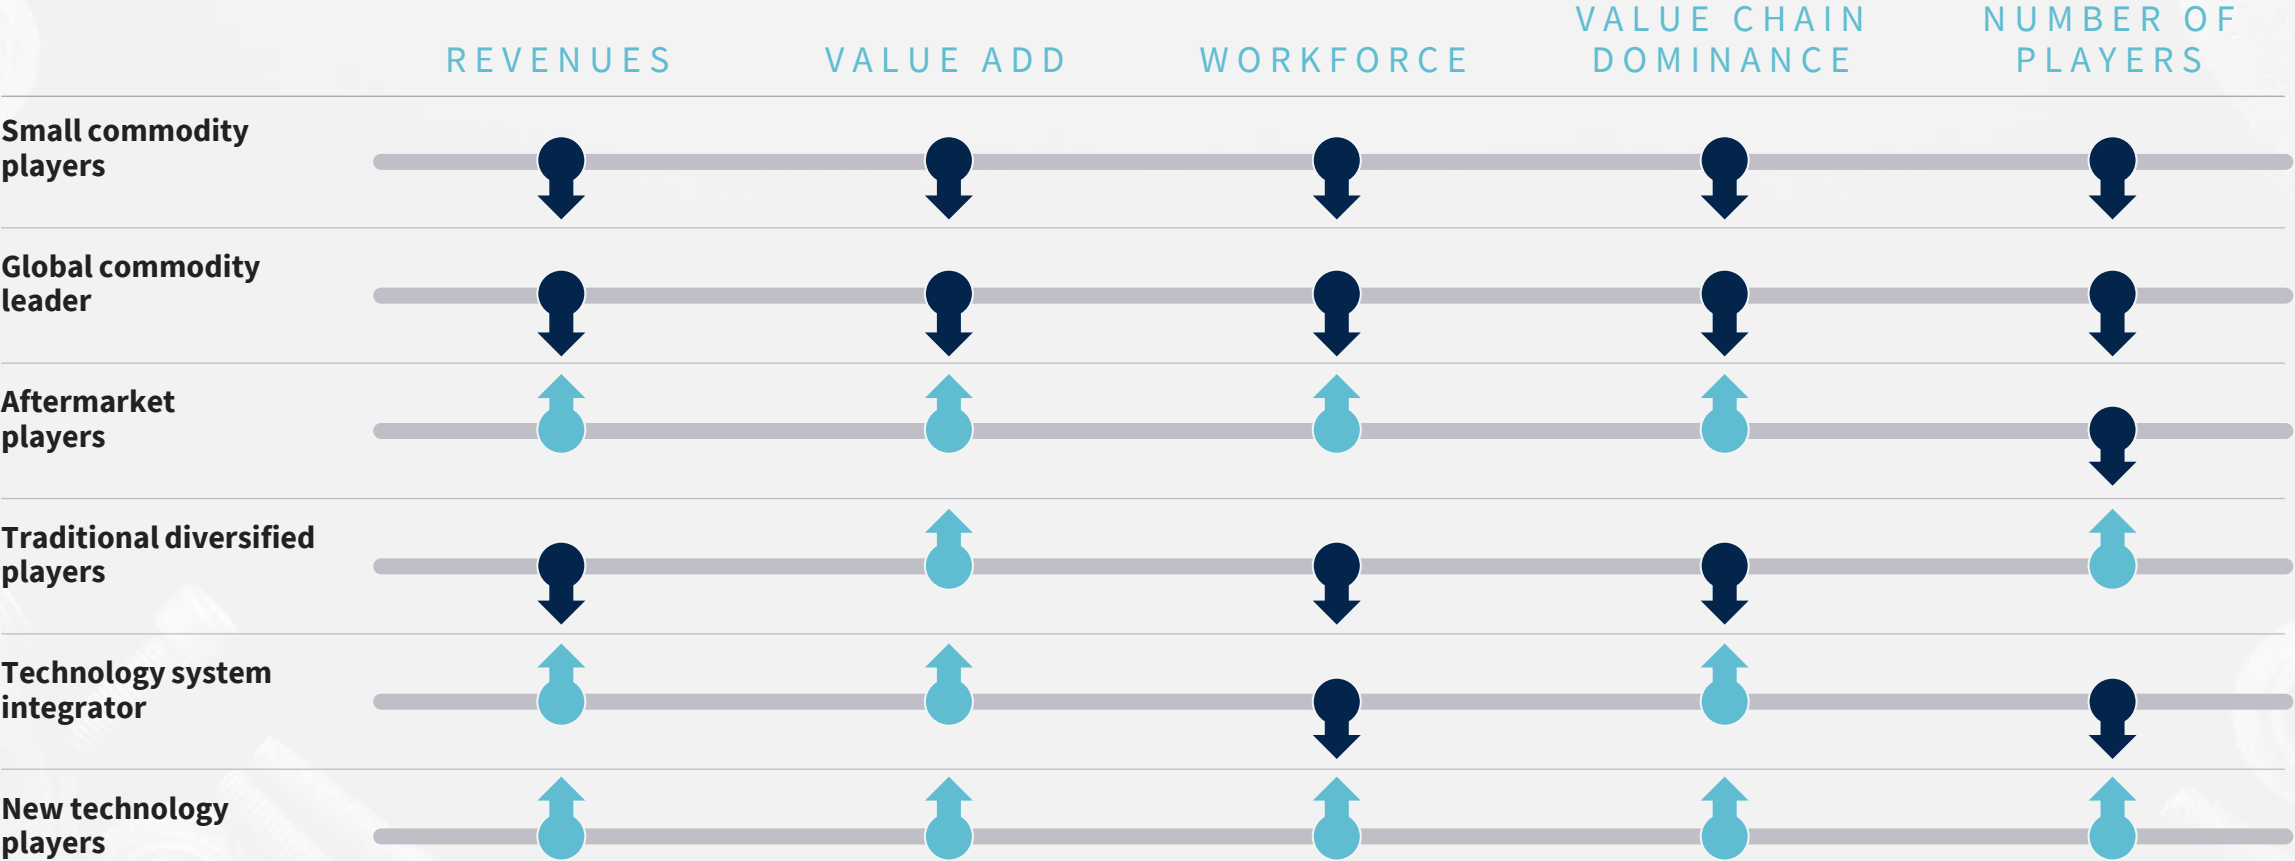 REVENUES
VALUE ADD
WORKFORCE
VALUE CHAIN
DOMINANCE
NUMBER OF
PLAYERS
Small commodity
players
Global commodity
leader
Aftermarket
players
Traditional diversified
players
Technology system
integrator
New technology
players